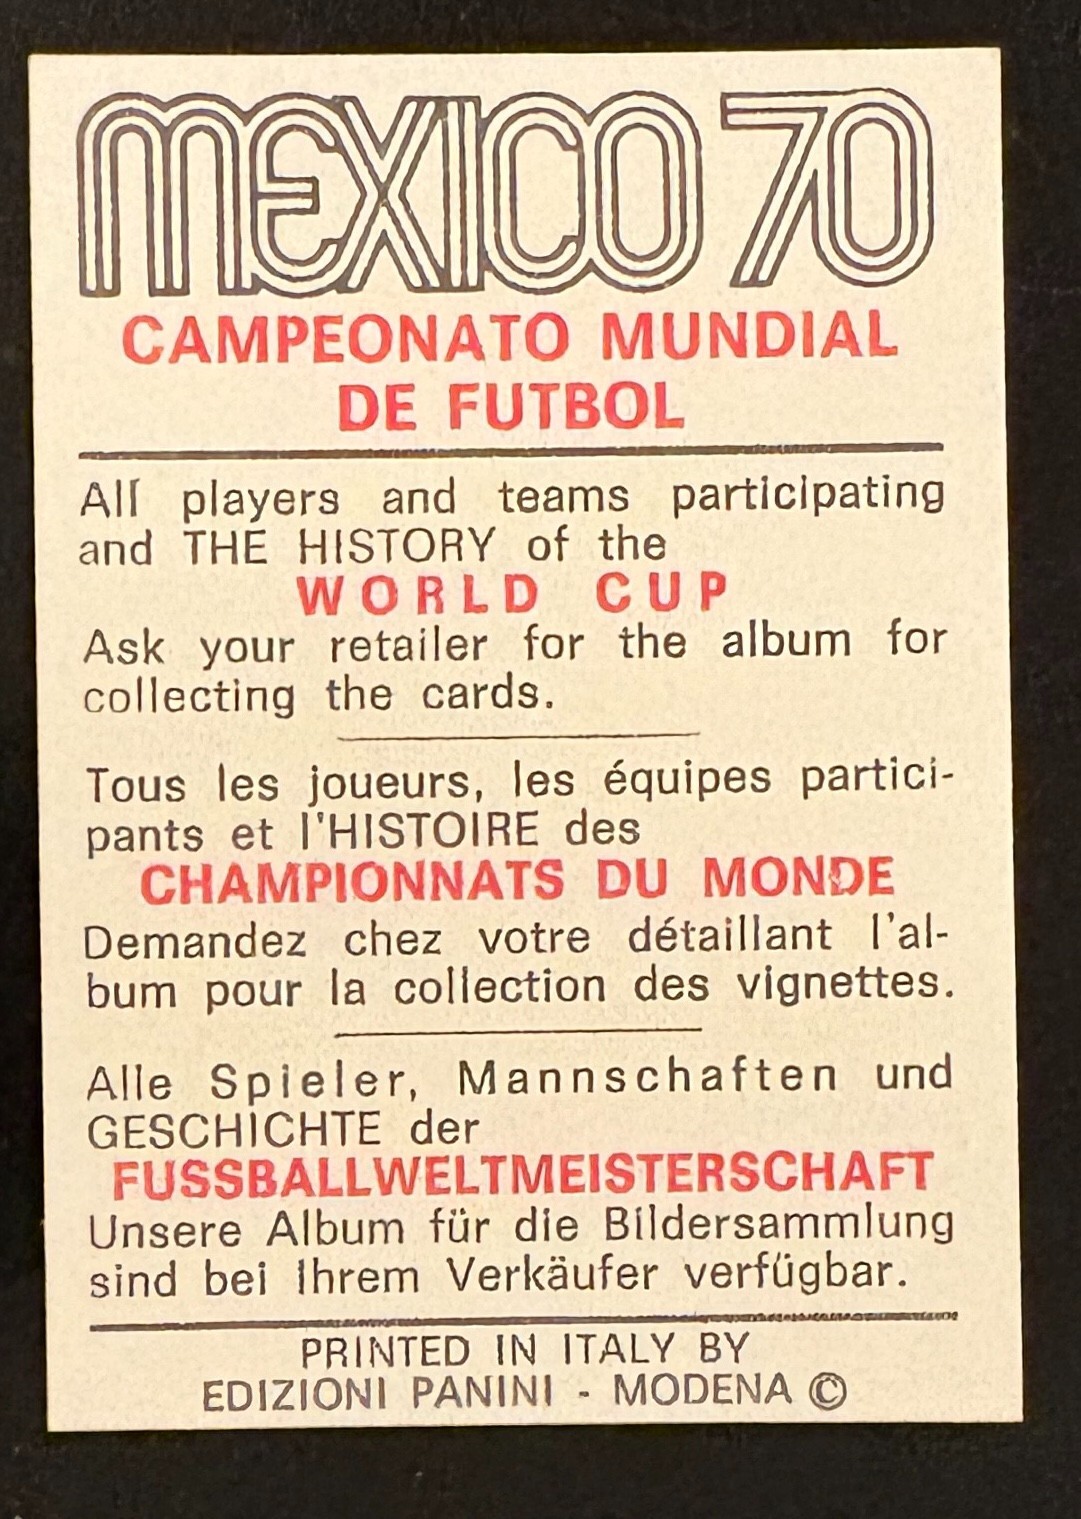 MEXICO 70
CAMPEONATO MUNDIAL
DE FUTBOL
All players and teams participating
and THE HISTORY of the
WORLD CUP
Ask your retailer for the album for
collecting the cards.
Tous les joueurs, les équipes partici-
pants et l'HISTOIRE des
CHAMPIONNATS DU MONDE
Demandez chez votre détaillant l'al-
bum pour la collection des vignettes.
Alle Spieler, Mannschaften und
GESCHICHTE der
FUSSBALLWELTMEISTERSCHAFT
Unsere Album für die Bildersammlung
sind bei Ihrem Verkäufer verfügbar.
PRINTED IN ITALY BY
EDIZIONI PANINI - MODENA ©